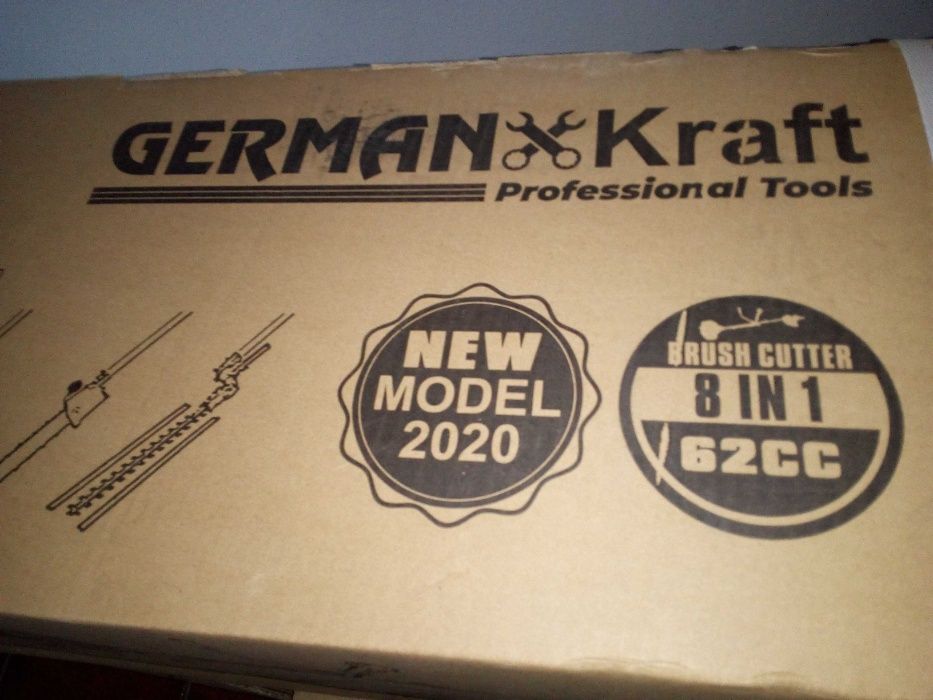 GERMAN Kraft
Professional Tools
NEW
MODEL
2020
BRUSH CUTTER
8 IN 1
62CC